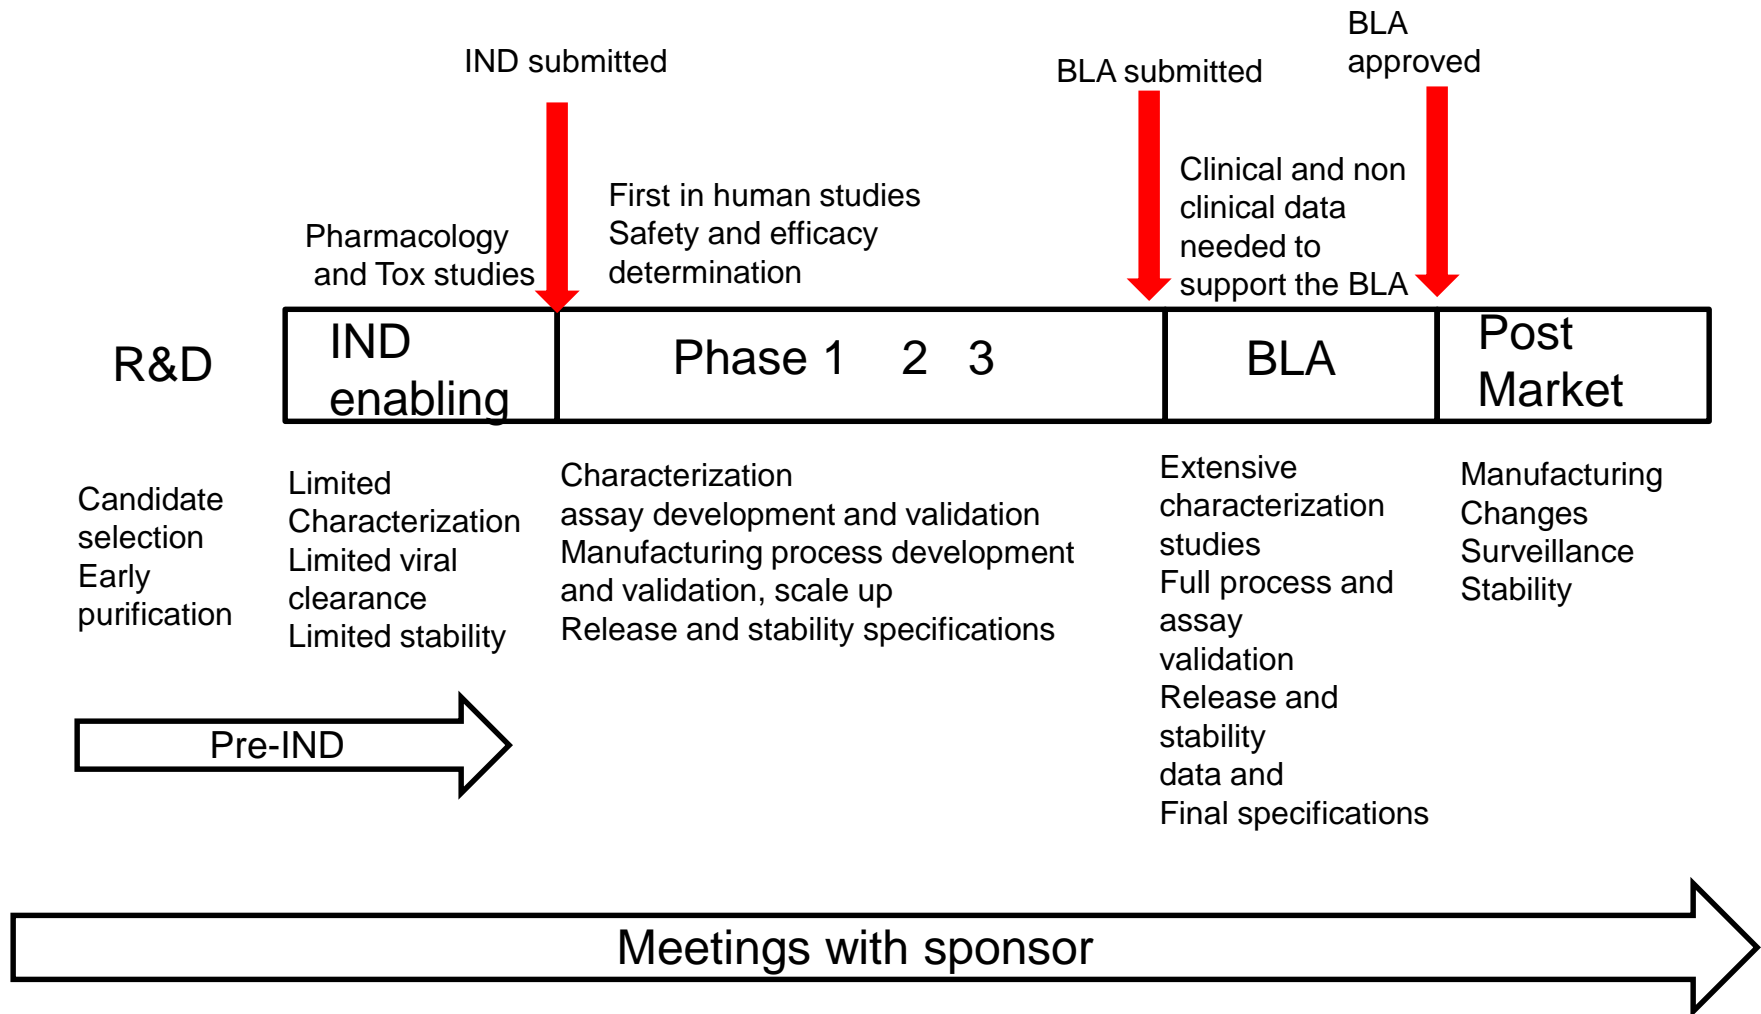 IND submitted
BLA submitted
BLA
approved
Pharmacology
and Tox studies
First in human studies
Safety and efficacy
determination
Clinical and non
clinical data
needed to
support the BLA
R&D
IND
enabling
Phase 1 2 3
BLA
Post
Market
Candidate
selection
Early
purification
Limited
Characterization
Limited viral
clearance
Limited stability
Characterization
assay development and validation
Manufacturing process development
and validation, scale up
Release and stability specifications
Extensive
characterization
studies
Full process and
assay
validation
Release and
stability
data and
Final specifications
Manufacturing
Changes
Surveillance
Stability
Pre-IND
Meetings with sponsor